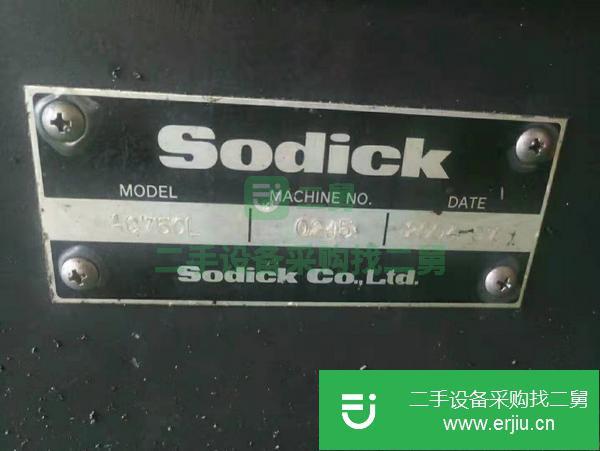 Sodick
MODEL MACHINE NO. DATE
0245
二手设备采购找二舅
Sodick Co., Ltd.
二手设备采购找二舅
www.erjiu.cn